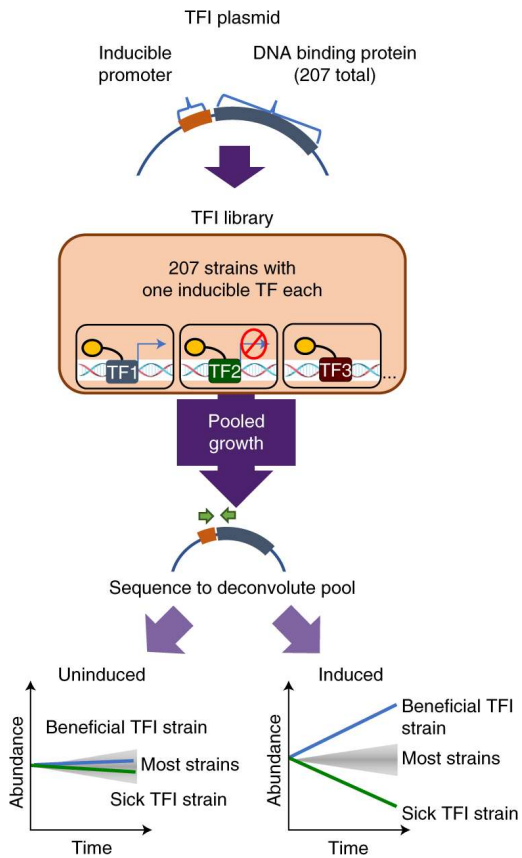 TFI plasmid
Inducible
promoter
DNA binding protein
(207 total)
TFI library
207 strains with
one inducible TF each
TF1
TF2
TF3
...
Pooled
growth
Sequence to deconvolute pool
Uninduced
Abundance
Beneficial TFI strain
Most strains
Sick TFI strain
Time
Induced
Abundance
Beneficial TFI
strain
Most strains
Sick TFI strain
Time